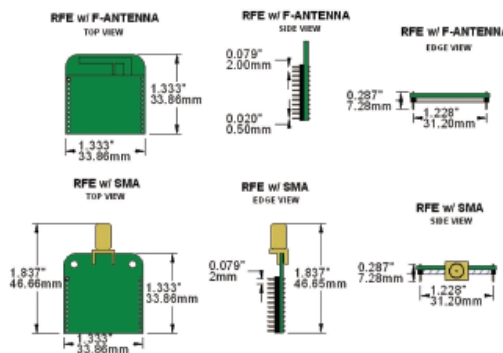 RFE w/ F-ANTENNA
TOP VIEW
1.333"
33.86mm
1.333"
33.86mm
RFE w/ F-ANTENNA
SIDE VIEW
0.079"
2.00mm
0.020"
0.50mm
RFE w/ F-ANTENNA
EDGE VIEW
0.287"
7.28mm
1.228"
31.20mm
RFE w/ SMA
TOP VIEW
1.837"
46.66mm
1.333"
33.86mm
1.333"
33.86mm
RFE w/ SMA
EDGE VIEW
0.079"
2mm
1.837"
46.65mm
RFE w/ SMA
SIDE VIEW
0.287"
7.28mm
1.228"
31.20mm